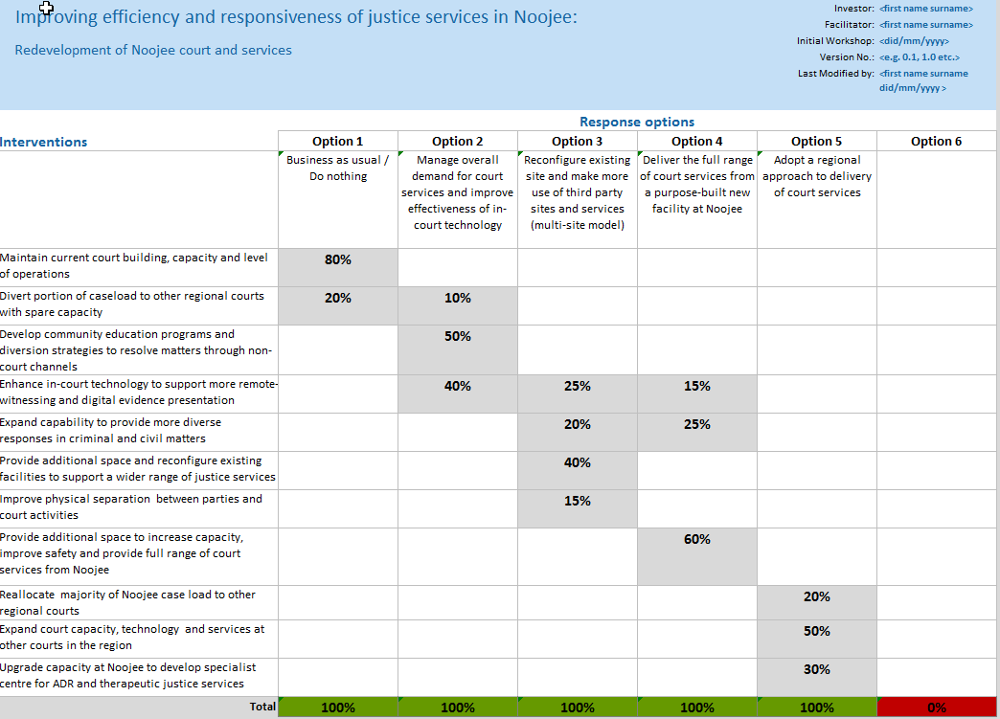 Improving efficiency and responsiveness of justice services in Noojee:
Redevelopment of Noojee court and services
Investor: <first name surname>
Facilitator: <first name surname>
Initial Workshop: <did/mm/yyyy>
Version No.: <e.g. 0.1, 1.0 etc.>
Last Modified by: <first name surname
did/mm/yyyy >
Response options
Interventions Option 1 Option 2 Option 3 Option 4 Option 5 Option 6
Business as usual /
Do nothing
Manage overall
demand for court
services and improve
effectiveness of in-
court technology
Reconfigure existing
site and make more
use of third party
sites and services
(multi-site model)
Deliver the full range
of court services from
a purpose-built new
facility at Noojee
Adopt a regional
approach to delivery
of court services
Maintain current court building, capacity and level
of operations
80%
Divert portion of caseload to other regional courts
with spare capacity
20% 10%
Develop community education programs and
diversion strategies to resolve matters through non-
court channels
50%
Enhance in-court technology to support more remote-
witnessing and digital evidence presentation
40% 25% 15%
Expand capability to provide more diverse
responses in criminal and civil matters
20% 25%
Provide additional space and reconfigure existing
facilities to support a wider range of justice services
40%
Improve physical separation between parties and
court activities
15%
Provide additional space to increase capacity,
improve safety and provide full range of court
services from Noojee
60%
Reallocate majority of Noojee case load to other
regional courts
20%
Expand court capacity, technology and services at
other courts in the region
50%
Upgrade capacity at Noojee to develop specialist
centre for ADR and therapeutic justice services
30%
Total 100% 100% 100% 100% 100% 0%